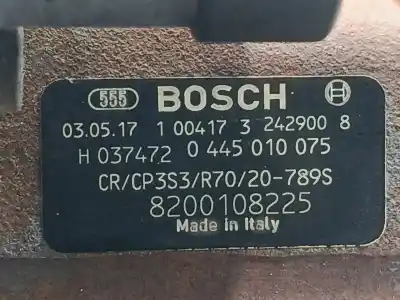 555 BOSCH
03.05.17 1 00417 3 242900 8
H 037472 0 445 010 075
CR/CP3S3/R70/20-789S
8200108225
Made in Italy